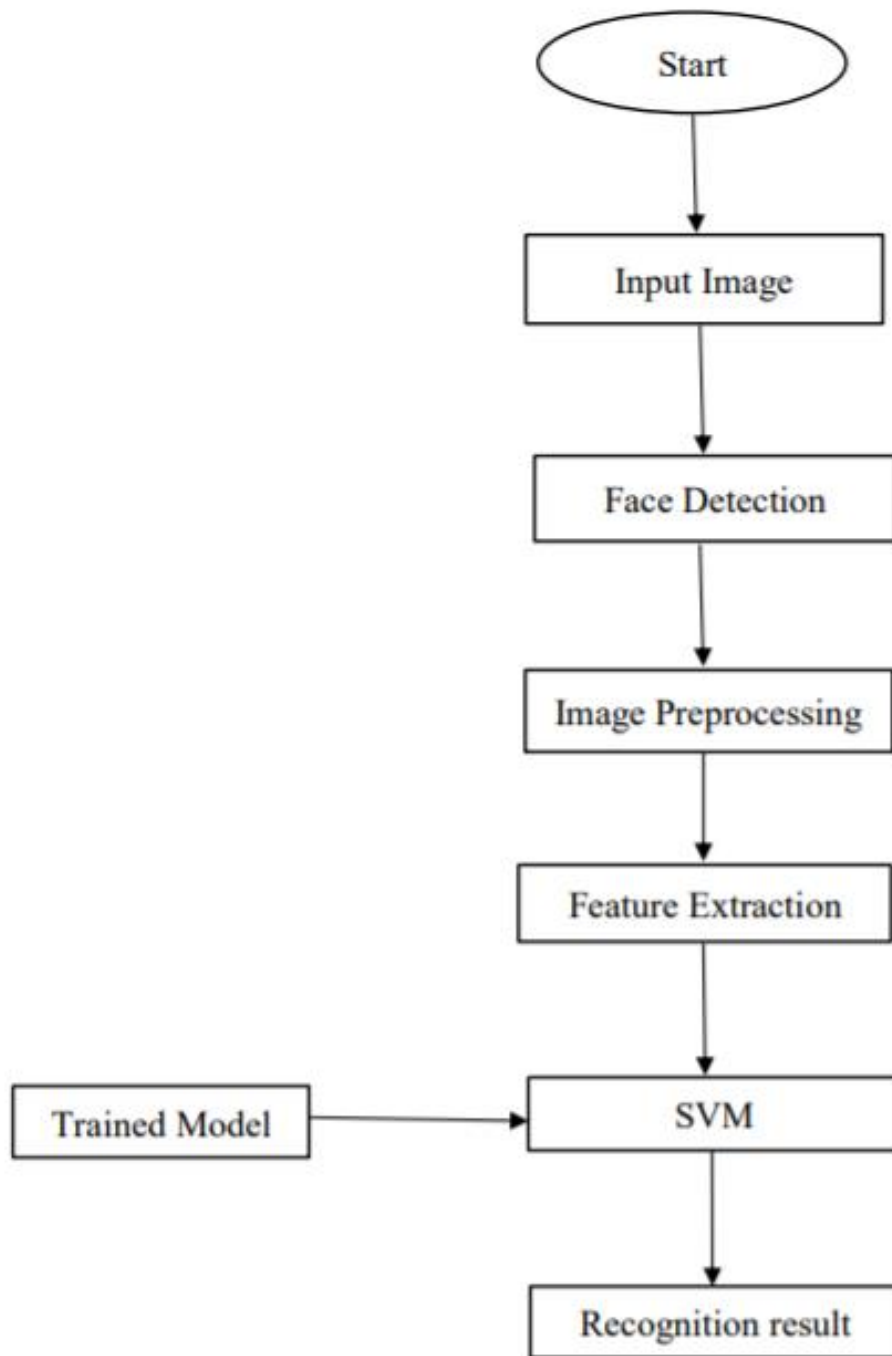 Start
Input Image
Face Detection
Image Preprocessing
Feature Extraction
Trained Model
SVM
Recognition result